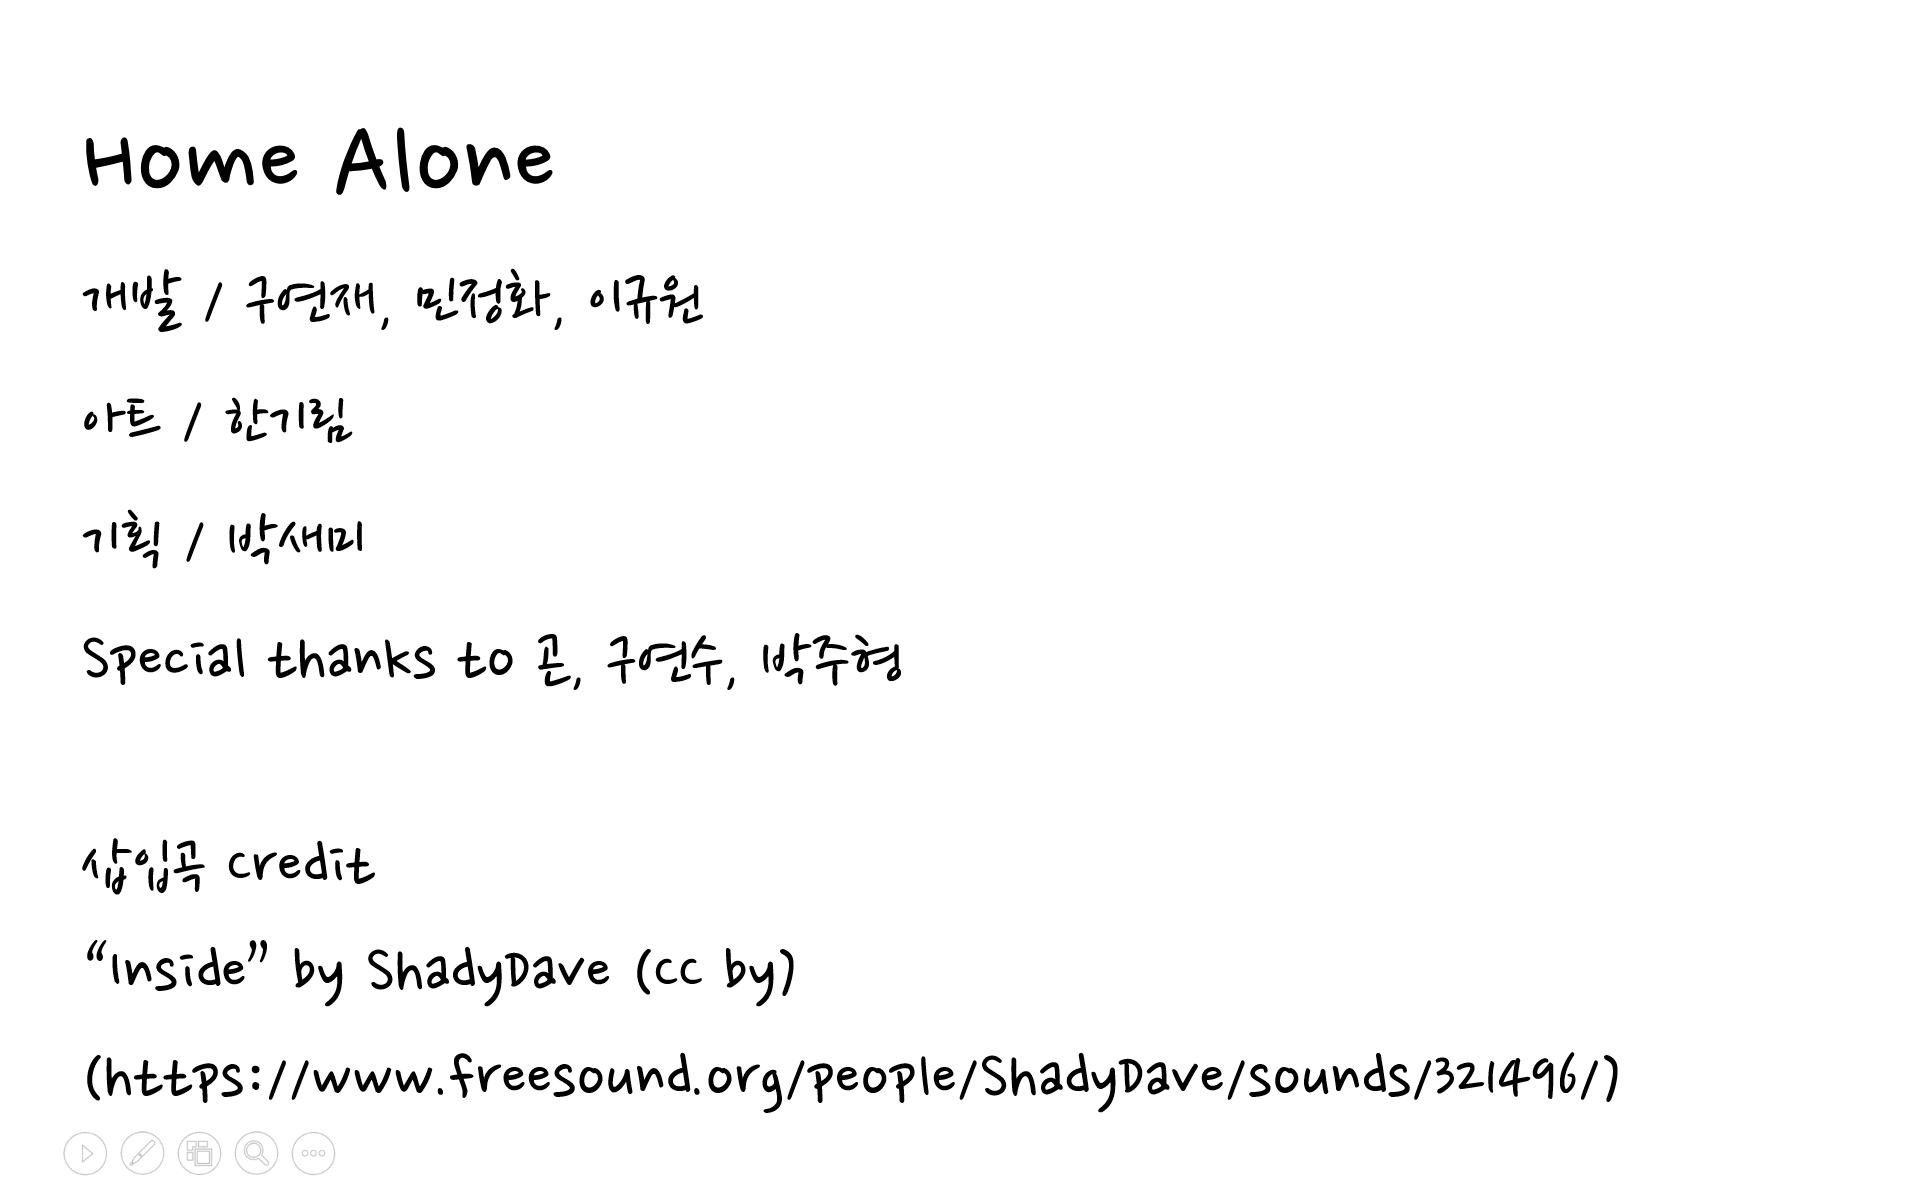 Home Alone
개발 / 구연재, 민정화, 이규원
아트 / 한기림
기획 / 박새미
Special thanks to 곤, 구연수, 박주형
삽입곡 credit
“Inside” by ShadyDave (cc by)
(https://www.freesound.org/people/ShadyDave/sounds/321496/)